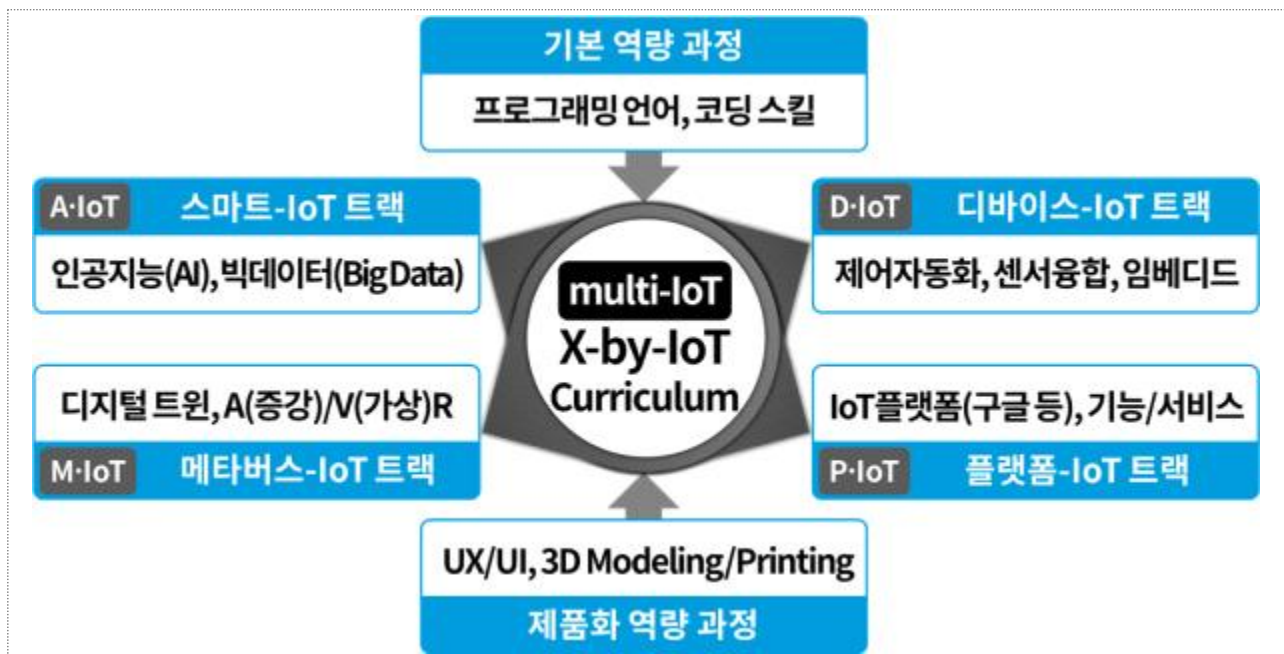 기본 역량 과정
프로그래밍 언어, 코딩 스킬
A·IoT 스마트-IoT 트랙
인공지능(AI), 빅데이터(Big Data)
D·IoT 디바이스-IoT 트랙
제어자동화, 센서융합, 임베디드
multi-IoT
X-by-IoT
Curriculum
디지털 트윈, A(증강)/V(가상)R
M·IoT 메타버스-IoT 트랙
IoT플랫폼(구글 등), 기능/서비스
P·IoT 플랫폼-IoT 트랙
UX/UI, 3D Modeling/Printing
제품화 역량 과정